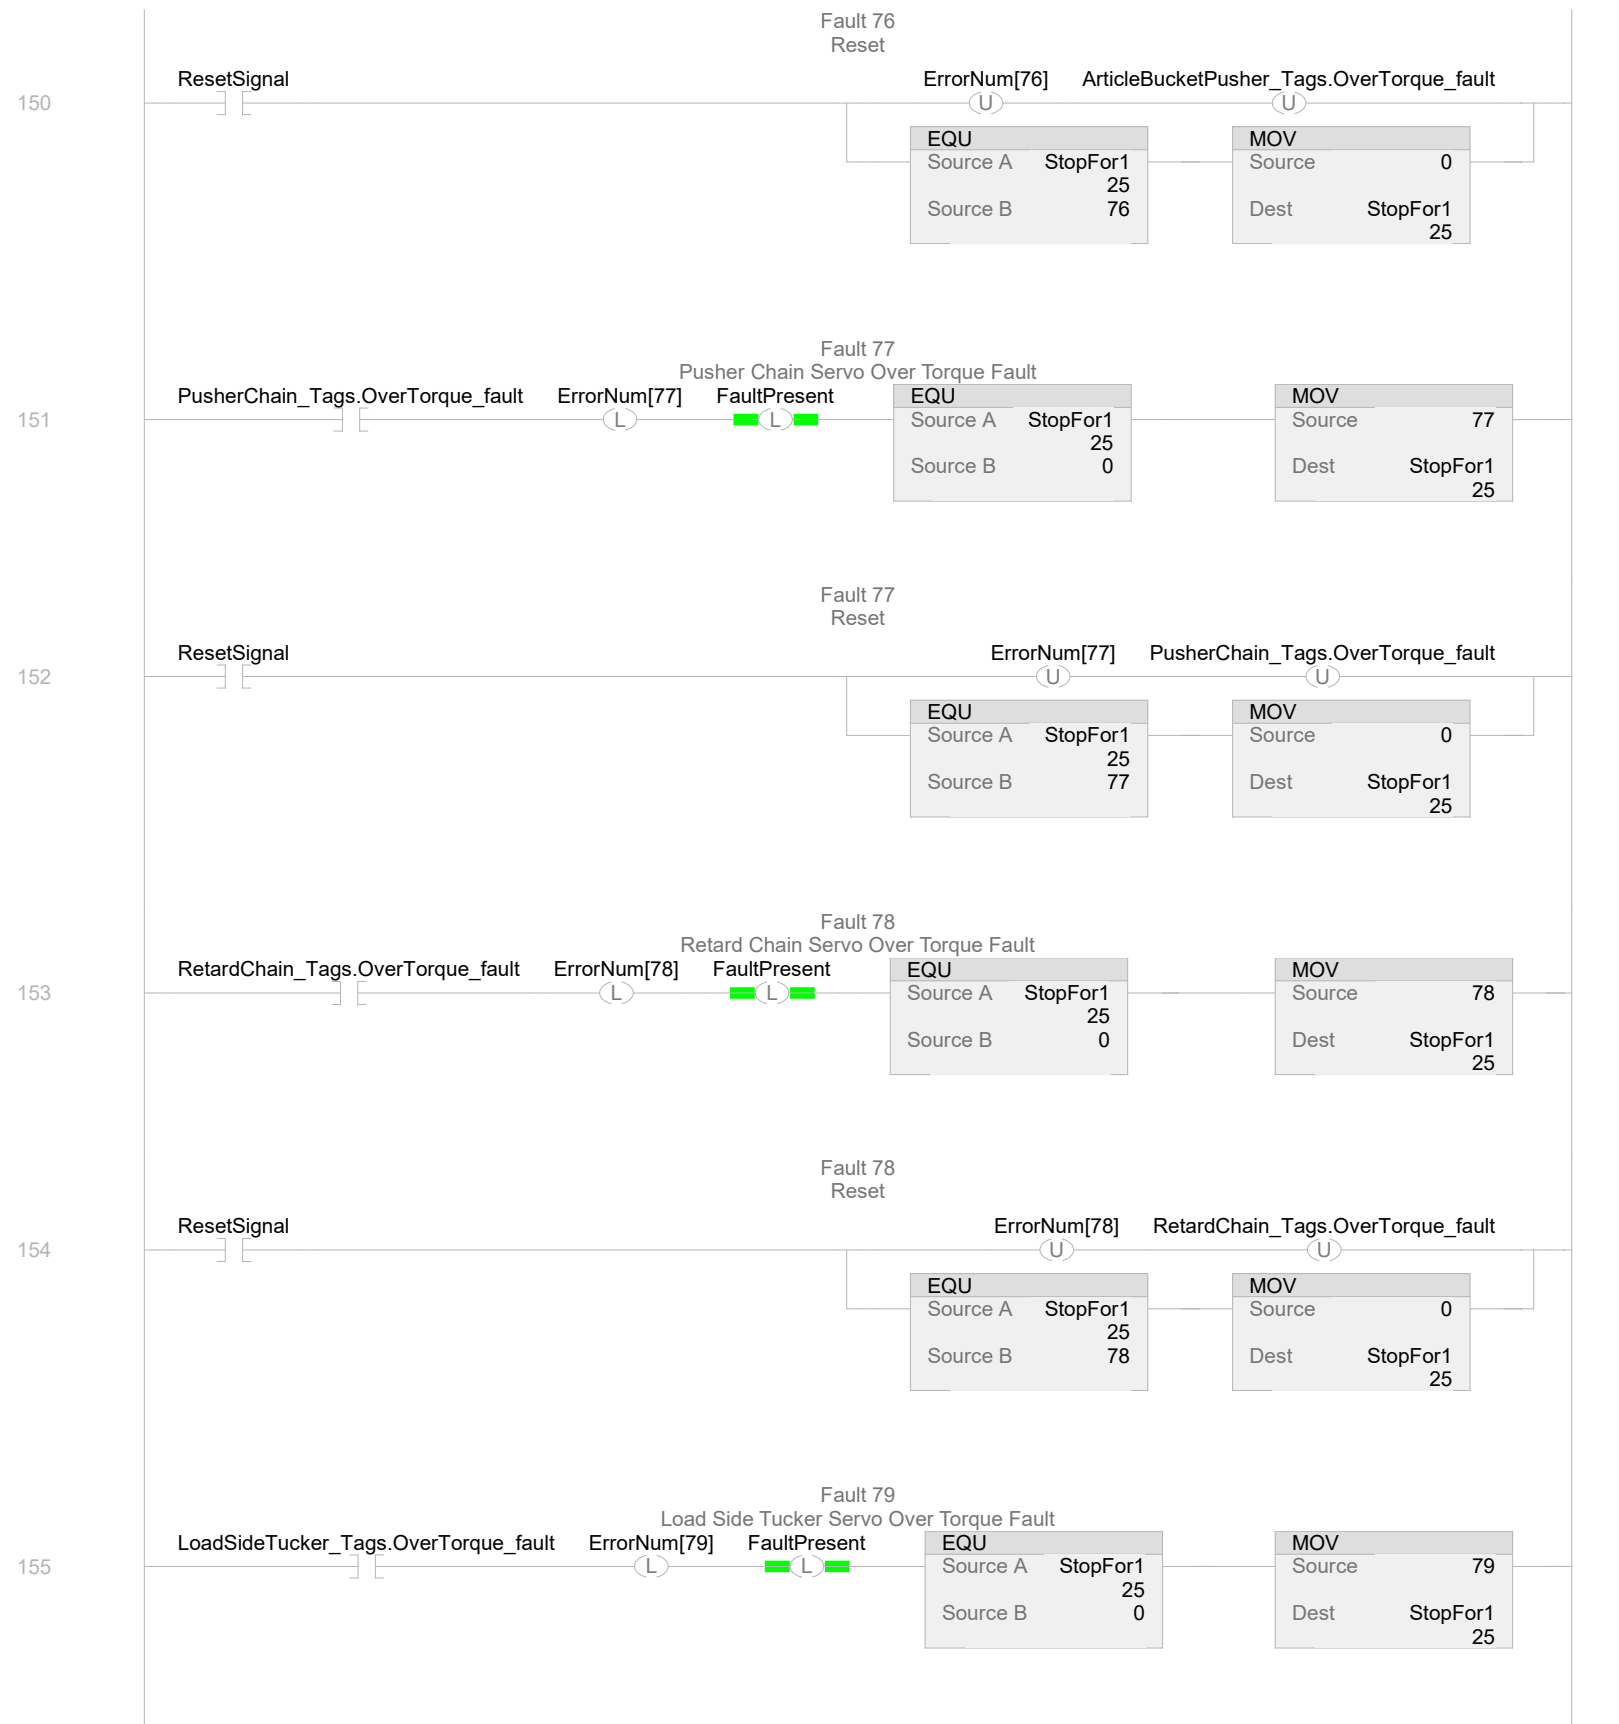 Fault 76
Reset
ResetSignal
ErrorNum[76]
ArticleBucketPusher_Tags.OverTorque_fault
150
U
U
EQU
Source A StopFor1
25
Source B 76
MOV
Source 0
Dest StopFor1
25
Fault 77
Pusher Chain Servo Over Torque Fault
PusherChain_Tags.OverTorque_fault
ErrorNum[77]
FaultPresent
151
L
L
EQU
Source A StopFor1
25
Source B 0
MOV
Source 77
Dest StopFor1
25
Fault 77
Reset
ResetSignal
ErrorNum[77]
PusherChain_Tags.OverTorque_fault
152
U
U
EQU
Source A StopFor1
25
Source B 77
MOV
Source 0
Dest StopFor1
25
Fault 78
Retard Chain Servo Over Torque Fault
RetardChain_Tags.OverTorque_fault
ErrorNum[78]
FaultPresent
153
L
L
EQU
Source A StopFor1
25
Source B 0
MOV
Source 78
Dest StopFor1
25
Fault 78
Reset
ResetSignal
ErrorNum[78]
RetardChain_Tags.OverTorque_fault
154
U
U
EQU
Source A StopFor1
25
Source B 78
MOV
Source 0
Dest StopFor1
25
Fault 79
Load Side Tucker Servo Over Torque Fault
LoadSideTucker_Tags.OverTorque_fault
ErrorNum[79]
FaultPresent
155
L
L
EQU
Source A StopFor1
25
Source B 0
MOV
Source 79
Dest StopFor1
25